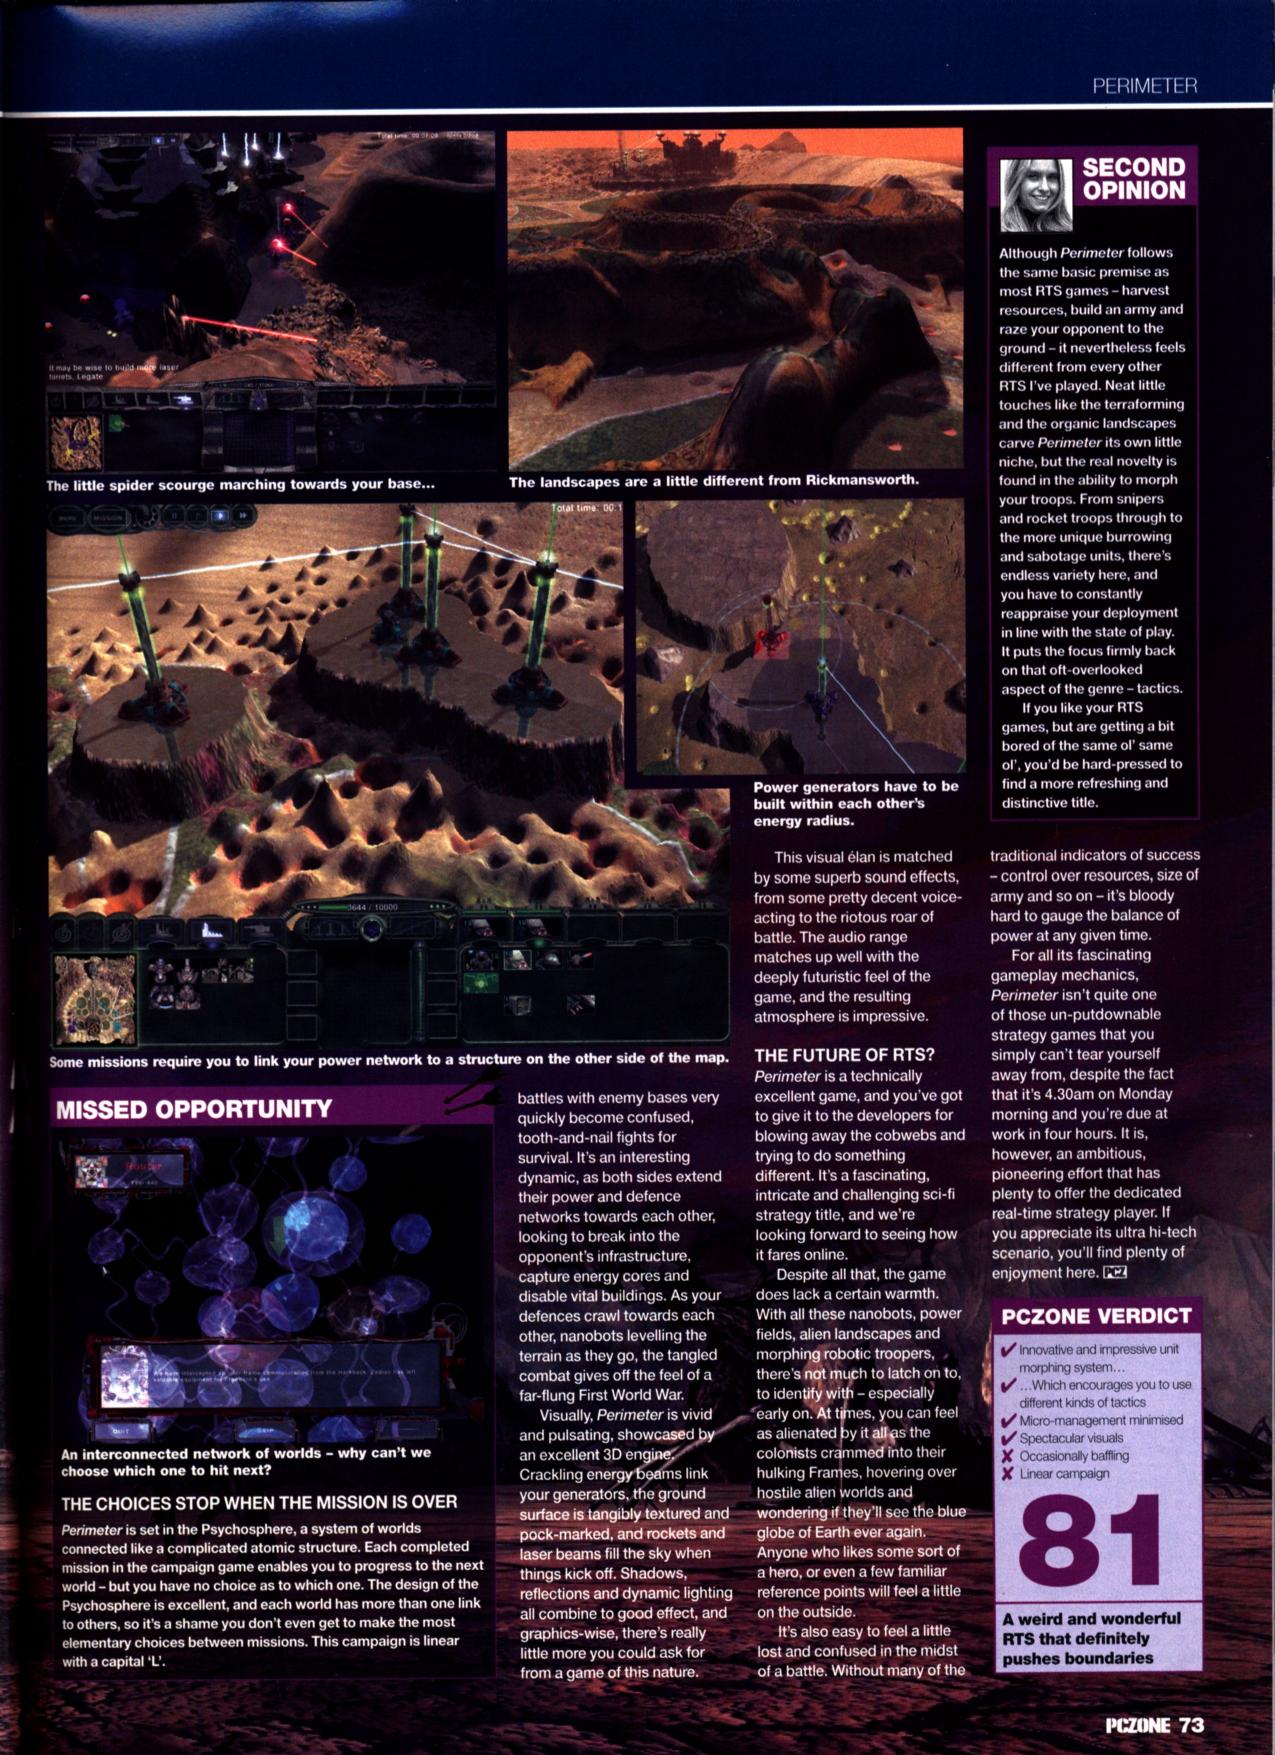 PERIMETER
It may be wise to build more laser
turrets, Legate
The little spider scourge marching towards your base...
The landscapes are a little different from Rickmansworth.
MENU
MISSION
Total time: 00:1
3644 / 10000
Some missions require you to link your power network to a structure on the other side of the map.
Power generators have to be
built within each other's
energy radius.
SECOND
OPINION
Although Perimeter follows
the same basic premise as
most RTS games – harvest
resources, build an army and
raze your opponent to the
ground – it nevertheless feels
different from every other
RTS I've played. Neat little
touches like the terraforming
and the organic landscapes
carve Perimeter its own little
niche, but the real novelty is
found in the ability to morph
your troops. From snipers
and rocket troops through to
the more unique burrowing
and sabotage units, there's
endless variety here, and
you have to constantly
reappraise your deployment
in line with the state of play.
It puts the focus firmly back
on that oft-overlooked
aspect of the genre – tactics.
If you like your RTS
games, but are getting a bit
bored of the same ol' same
ol', you'd be hard-pressed to
find a more refreshing and
distinctive title.
MISSED OPPORTUNITY
Router
QUIT
SKIP
An interconnected network of worlds – why can't we
choose which one to hit next?
THE CHOICES STOP WHEN THE MISSION IS OVER
Perimeter is set in the Psychosphere, a system of worlds
connected like a complicated atomic structure. Each completed
mission in the campaign game enables you to progress to the next
world – but you have no choice as to which one. The design of the
Psychosphere is excellent, and each world has more than one link
to others, so it's a shame you don't even get to make the most
elementary choices between missions. This campaign is linear
with a capital 'L'.
battles with enemy bases very
quickly become confused,
tooth-and-nail fights for
survival. It's an interesting
dynamic, as both sides extend
their power and defence
networks towards each other,
looking to break into the
opponent's infrastructure,
capture energy cores and
disable vital buildings. As your
defences crawl towards each
other, nanobots levelling the
terrain as they go, the tangled
combat gives off the feel of a
far-flung First World War.
Visually, Perimeter is vivid
and pulsating, showcased by
an excellent 3D engine.
Crackling energy beams link
your generators, the ground
surface is tangibly textured and
pock-marked, and rockets and
laser beams fill the sky when
things kick off. Shadows,
reflections and dynamic lighting
all combine to good effect, and
graphics-wise, there's really
little more you could ask for
from a game of this nature.
This visual élan is matched
by some superb sound effects,
from some pretty decent voice-
acting to the riotous roar of
battle. The audio range
matches up well with the
deeply futuristic feel of the
game, and the resulting
atmosphere is impressive.
THE FUTURE OF RTS?
Perimeter is a technically
excellent game, and you've got
to give it to the developers for
blowing away the cobwebs and
trying to do something
different. It's a fascinating,
intricate and challenging sci-fi
strategy title, and we're
looking forward to seeing how
it fares online.
Despite all that, the game
does lack a certain warmth.
With all these nanobots, power
fields, alien landscapes and
morphing robotic troopers,
there's not much to latch on to,
to identify with – especially
early on. At times, you can feel
as alienated by it all as the
colonists crammed into their
hulking Frames, hovering over
hostile alien worlds and
wondering if they'll see the blue
globe of Earth ever again.
Anyone who likes some sort of
a hero, or even a few familiar
reference points will feel a little
on the outside.
It's also easy to feel a little
lost and confused in the midst
of a battle. Without many of the
traditional indicators of success
– control over resources, size of
army and so on – it's bloody
hard to gauge the balance of
power at any given time.
For all its fascinating
gameplay mechanics,
Perimeter isn't quite one
of those un-putdownable
strategy games that you
simply can't tear yourself
away from, despite the fact
that it's 4.30am on Monday
morning and you're due at
work in four hours. It is,
however, an ambitious,
pioneering effort that has
plenty to offer the dedicated
real-time strategy player. If
you appreciate its ultra hi-tech
scenario, you'll find plenty of
enjoyment here. PCZ
PCZONE VERDICT
✓ Innovative and impressive unit
morphing system...
✓ ...Which encourages you to use
different kinds of tactics
✓ Micro-management minimised
✓ Spectacular visuals
✗ Occasionally baffling
✗ Linear campaign
81
A weird and wonderful
RTS that definitely
pushes boundaries
PCZONE 73